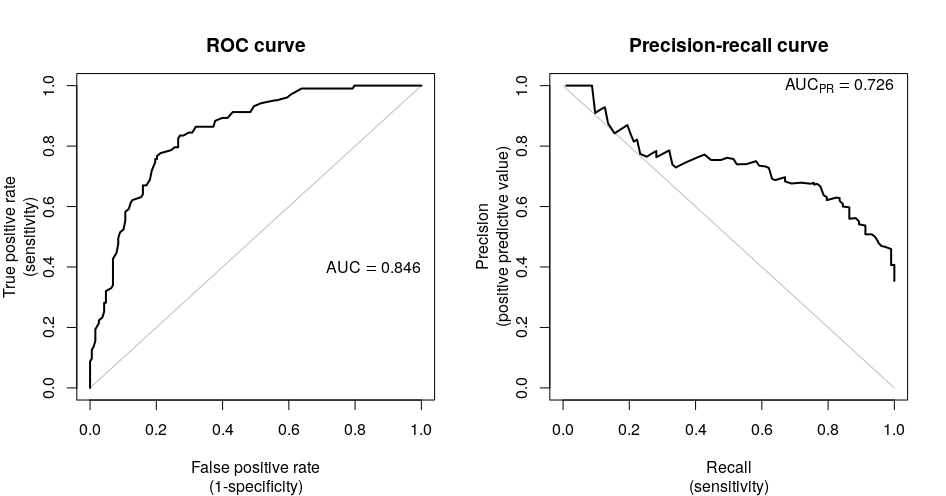 ROC curve
True positive rate
(sensitivity)
1.0
0.8
0.6
0.4
0.2
0.0
AUC = 0.846
0.0 0.2 0.4 0.6 0.8 1.0
False positive rate
(1-specificity)
Precision-recall curve
Precision
(positive predictive value)
1.0
0.8
0.6
0.4
0.2
0.0
AUCPR = 0.726
0.0 0.2 0.4 0.6 0.8 1.0
Recall
(sensitivity)